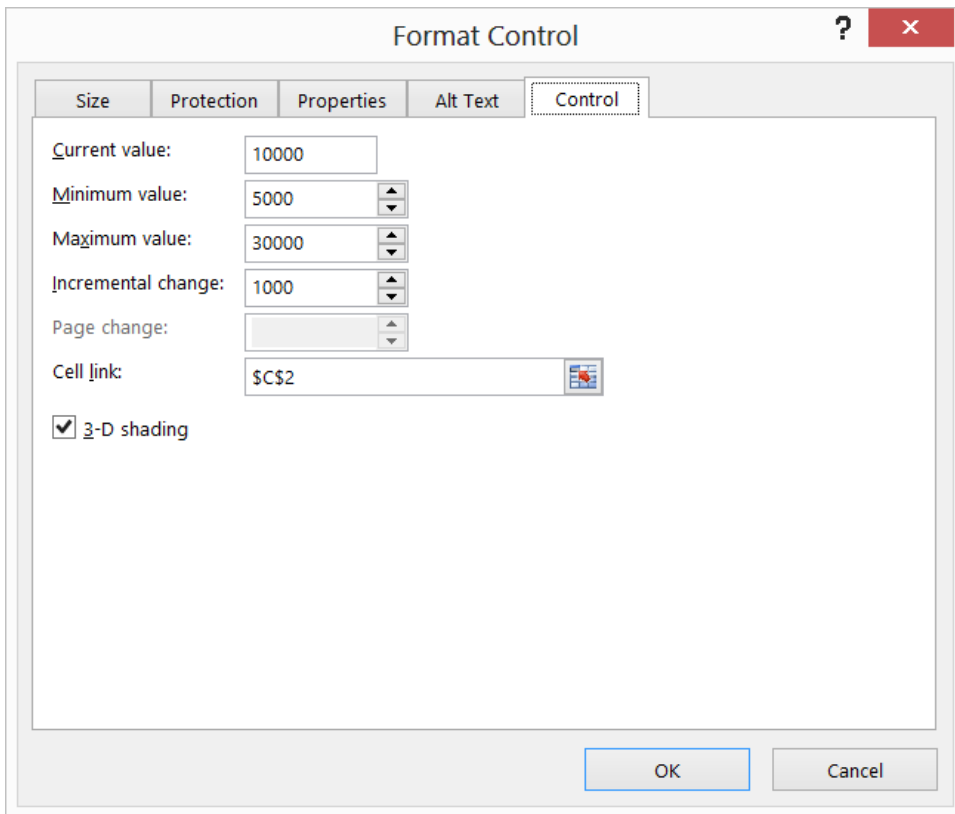 Format Control ?
Size Protection Properties Alt Text Control
Current value: 10000
Minimum value: 5000
Maximum value: 30000
Incremental change: 1000
Page change:
Cell link: $C$2
3-D shading
OK Cancel